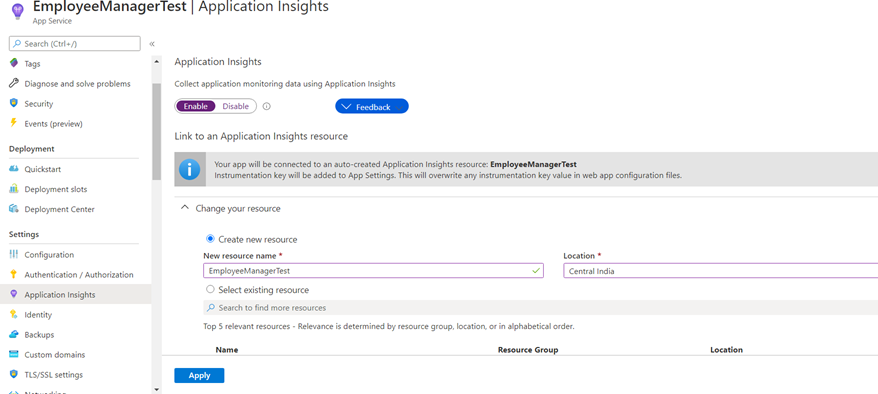 EmployeeManagerTest | Application Insights
App Service
Search (Ctrl+/)
«
Tags
Diagnose and solve problems
Security
Events (preview)
Deployment
Quickstart
Deployment slots
Deployment Center
Settings
Configuration
Authentication / Authorization
Application Insights
Identity
Backups
Custom domains
TLS/SSL settings
Networking
Application Insights
Collect application monitoring data using Application Insights
Enable Disable
Feedback
Link to an Application Insights resource
Your app will be connected to an auto-created Application Insights resource: EmployeeManagerTest
Instrumentation key will be added to App Settings. This will overwrite any instrumentation key value in web app configuration files.
Change your resource
Create new resource
New resource name * Location *
EmployeeManagerTest Central India
Select existing resource
Search to find more resources
Top 5 relevant resources - Relevance is determined by resource group, location, or in alphabetical order.
Name Resource Group Location
Apply